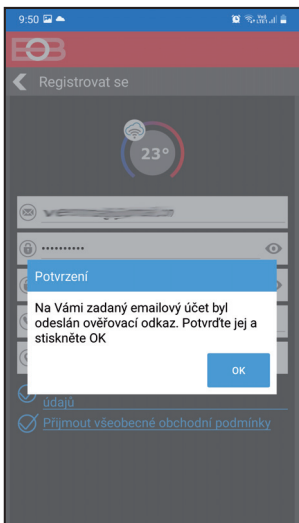 9:50
EOB
Registrovat se
23°
••••••••••
Potvrzení
Na Vámi zadaný emailový účet byl
odeslán ověřovací odkaz. Potvrďte jej a
stiskněte OK
OK
údajů
Přijmout všeobecné obchodní podmínky